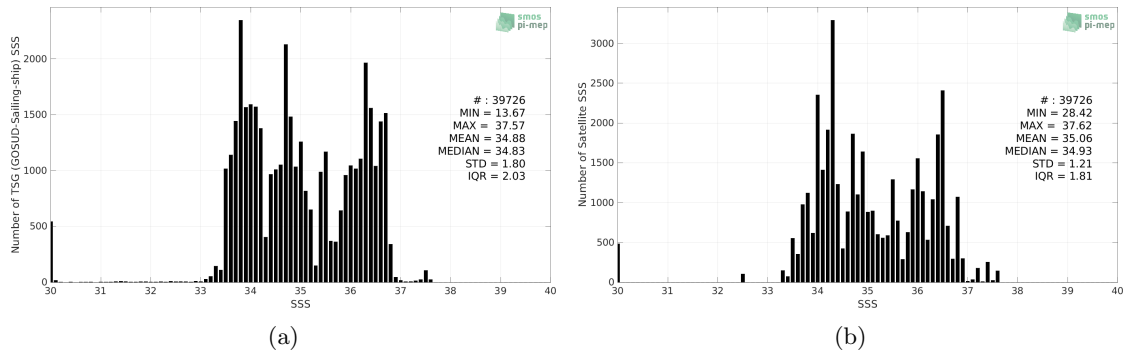 smos
pi-mep
Number of TSG (GOSUD-Sailing-ship) SSS
2000
1500
1000
500
0
# : 39726
MIN = 13.67
MAX = 37.57
MEAN = 34.88
MEDIAN = 34.83
STD = 1.80
IQR = 2.03
30 31 32 33 34 35 36 37 38 39 40
SSS
(a)
smos
pi-mep
Number of Satellite SSS
3000
2500
2000
1500
1000
500
0
# : 39726
MIN = 28.42
MAX = 37.62
MEAN = 35.06
MEDIAN = 34.93
STD = 1.21
IQR = 1.81
30 31 32 33 34 35 36 37 38 39 40
SSS
(b)